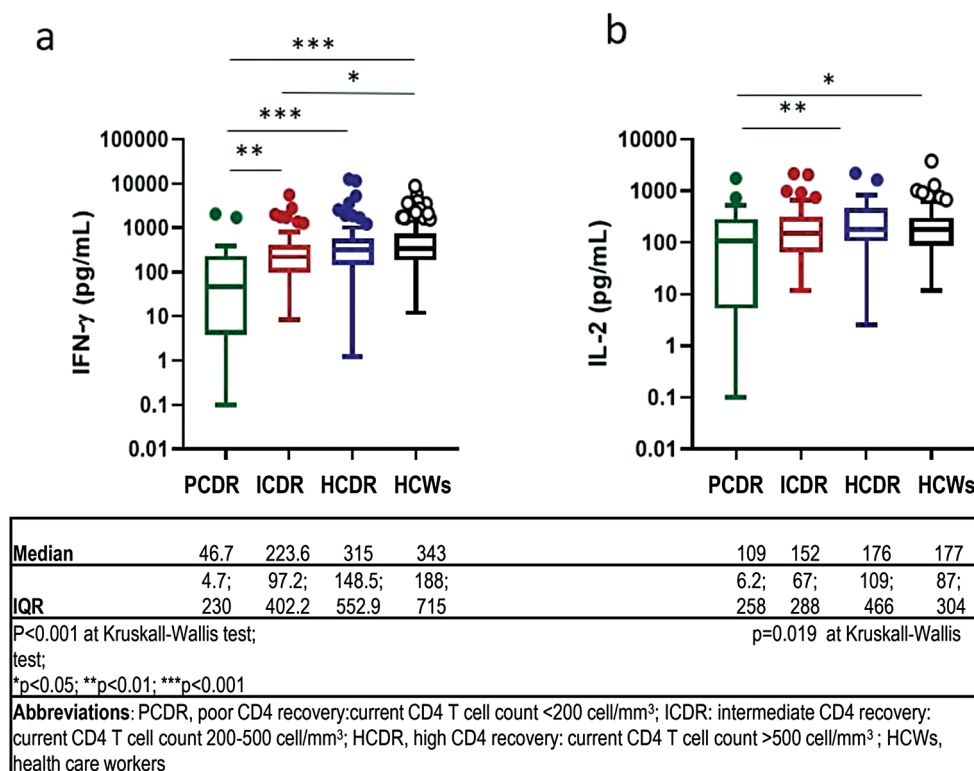 a
b
***
*
***
**
*
**
IFN-γ (pg/mL)
100000
10000
1000
100
10
1
0.1
0.01
PCDR ICDR HCDR HCWs
IL-2 (pg/mL)
10000
1000
100
10
1
0.1
0.01
PCDR ICDR HCDR HCWs
Median 46.7 223.6 315 343 109 152 176 177
4.7; 97.2; 148.5; 188; 6.2; 67; 109; 87;
IQR 230 402.2 552.9 715 258 288 466 304
P<0.001 at Kruskall-Wallis test; p=0.019 at Kruskall-Wallis
test;
*p<0.05; **p<0.01; ***p<0.001
Abbreviations: PCDR, poor CD4 recovery:current CD4 T cell count <200 cell/mm³; ICDR: intermediate CD4 recovery:
current CD4 T cell count 200-500 cell/mm³; HCDR, high CD4 recovery: current CD4 T cell count >500 cell/mm³ ; HCWs,
health care workers